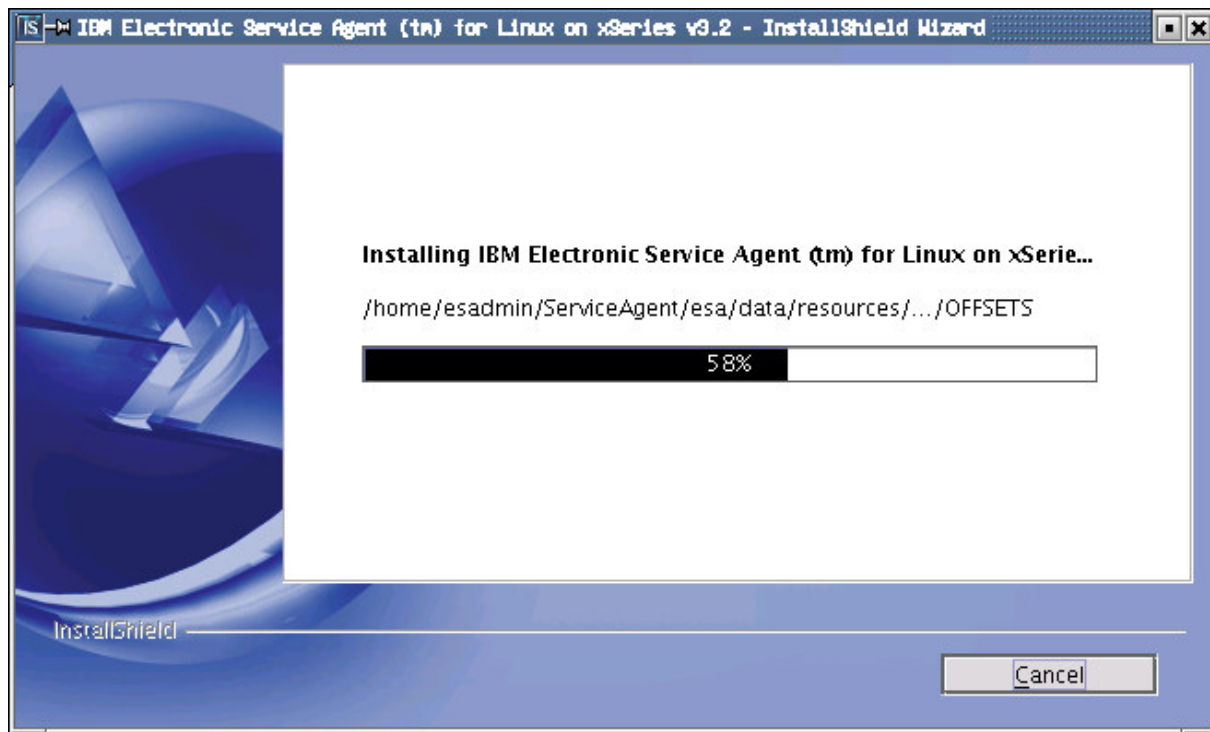 IS IBM Electronic Service Agent (tm) for Linux on xSeries v3.2 - InstallShield Wizard
Installing IBM Electronic Service Agent (tm) for Linux on xSerie...
/home/esadmin/ServiceAgent/esa/data/resources/.../OFFSETS
58%
InstallShield
Cancel